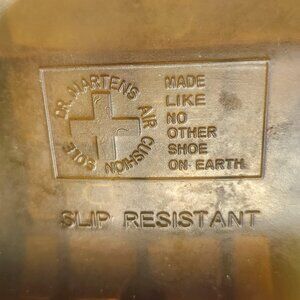 DR. MARTENS AIR CUSHION SOLE
MADE
LIKE
NO
OTHER
SHOE
ON EARTH
SLIP RESISTANT